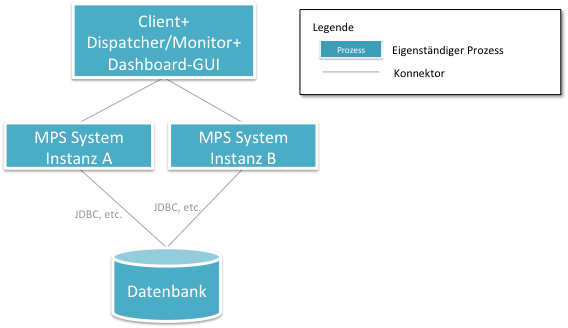 Client+
Dispatcher/Monitor+
Dashboard-GUI
Legende
Prozess
Eigenständiger Prozess
Konnektor
MPS System
Instanz A
MPS System
Instanz B
JDBC, etc.
JDBC, etc.
Datenbank